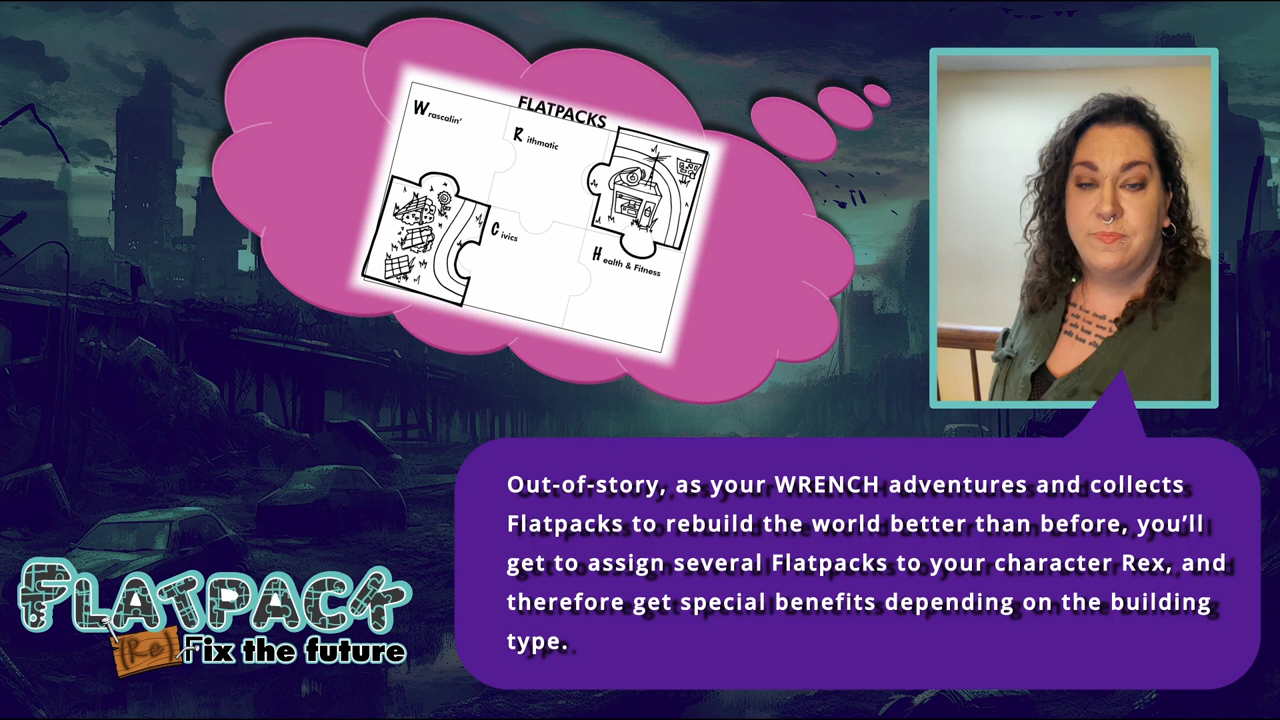 FLATPACKS
Wrascalin'
Rithmatic
Civics
Health & Fitness
Out-of-story, as your WRENCH adventures and collects
Flatpacks to rebuild the world better than before, you’ll
get to assign several Flatpacks to your character Rex, and
therefore get special benefits depending on the building
type.
FLATPACK
(Re) Fix the future